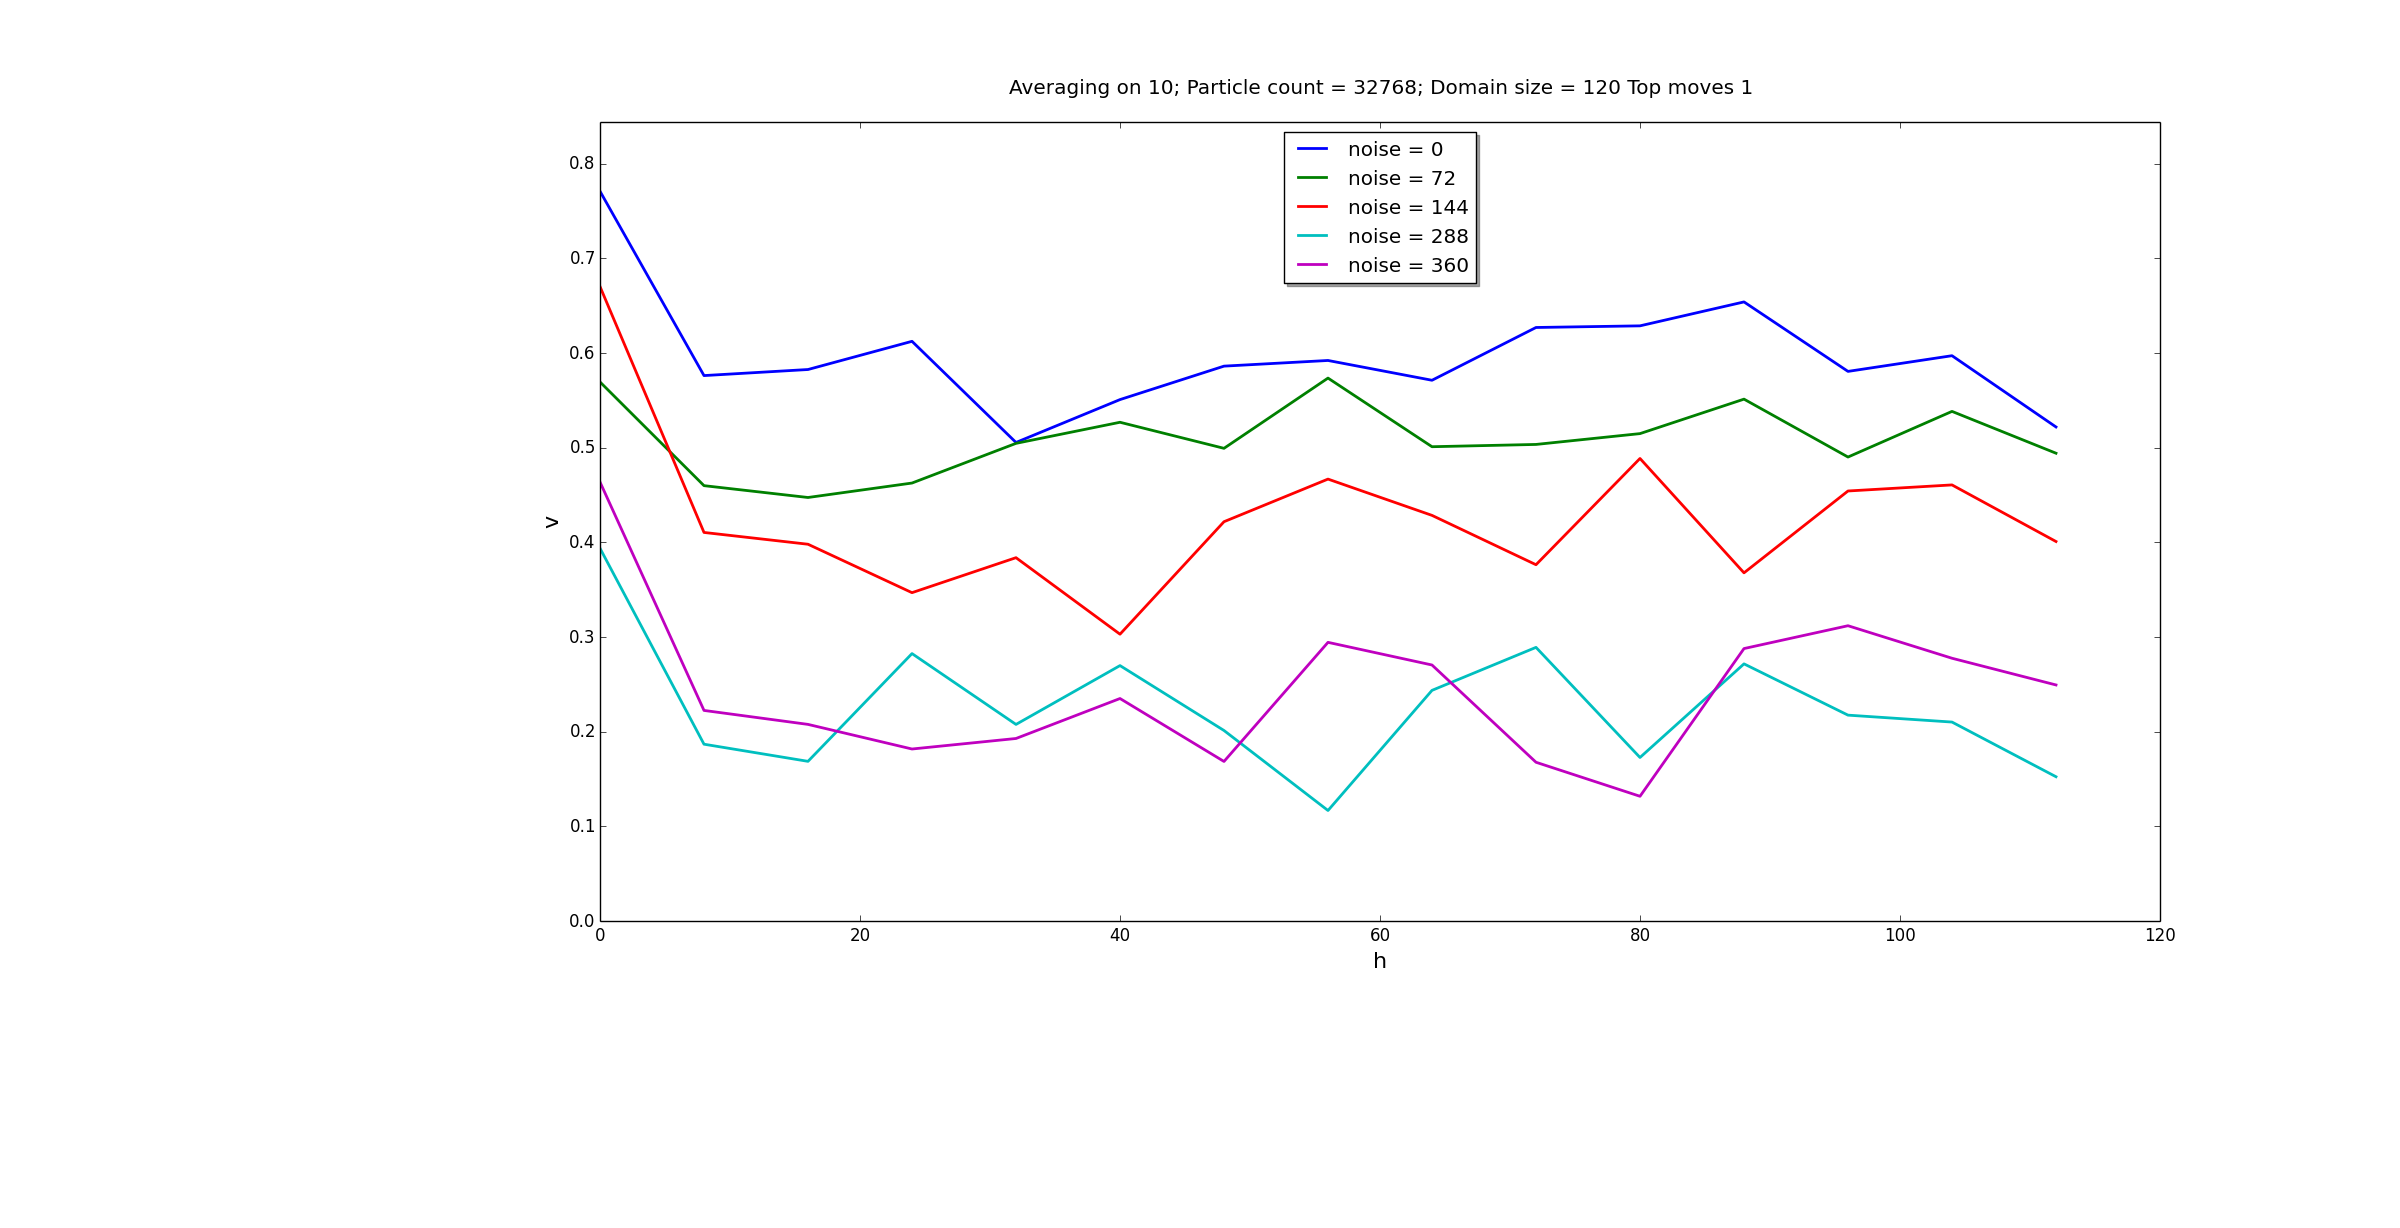 Averaging on 10; Particle count = 32768; Domain size = 120 Top moves 1
noise = 0
noise = 72
noise = 144
noise = 288
noise = 360
0.8
0.7
0.6
0.5
0.4
0.3
0.2
0.1
0.0
v
0 20 40 60 80 100 120
h